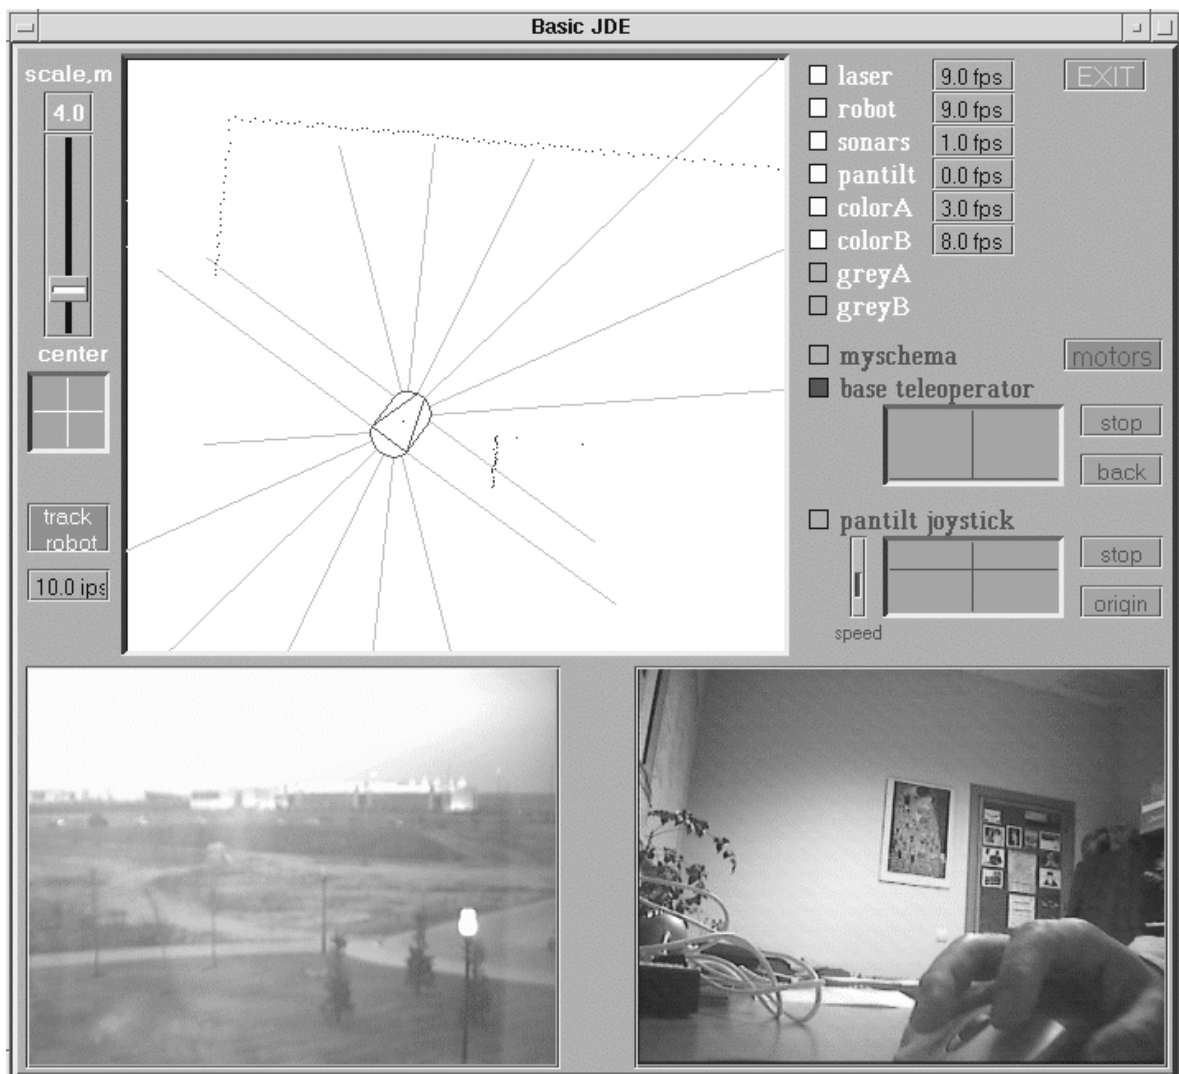 Basic JDE
scale,m
4.0
center
track
robot
10.0 ips
laser 9.0 fps EXIT
robot 9.0 fps
sonars 1.0 fps
pantilt 0.0 fps
colorA 3.0 fps
colorB 8.0 fps
greyA
greyB
myschema motors
base teleoperator
stop
back
pantilt joystick
stop
origin
speed